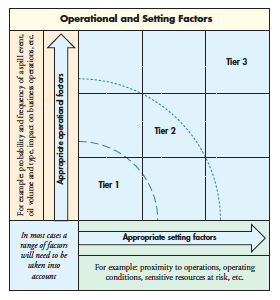 Operational and Setting Factors
For example: probability and frequency of a spill event,
oil volume and type, impact on business operations, etc.
Appropriate operational factors
Tier 3
Tier 2
Tier 1
In most cases a
range of factors
will need to be
taken into
account
Appropriate setting factors
For example: proximity to operations, operating
conditions, sensitive resources at risk, etc.